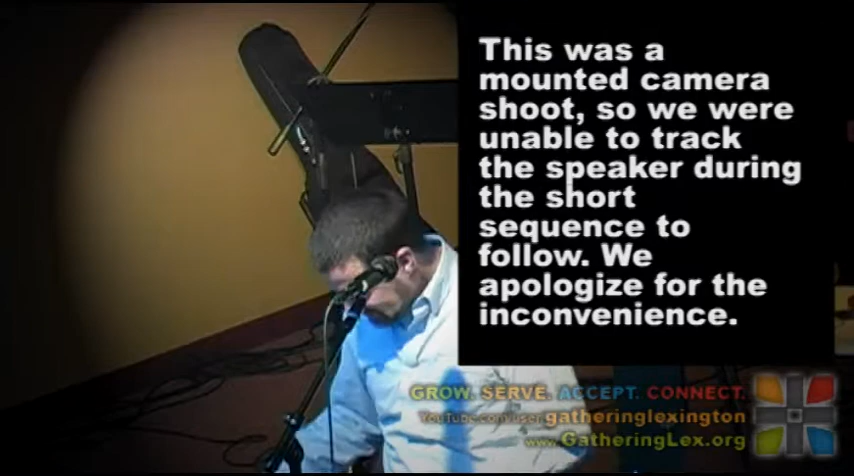 This was a
mounted camera
shoot, so we were
unable to track
the speaker during
the short
sequence to
follow. We
apologize for the
inconvenience.
GROW. SERVE. ACCEPT. CONNECT.
YouTube.com/user/gatheringlexington
www.GatheringLex.org